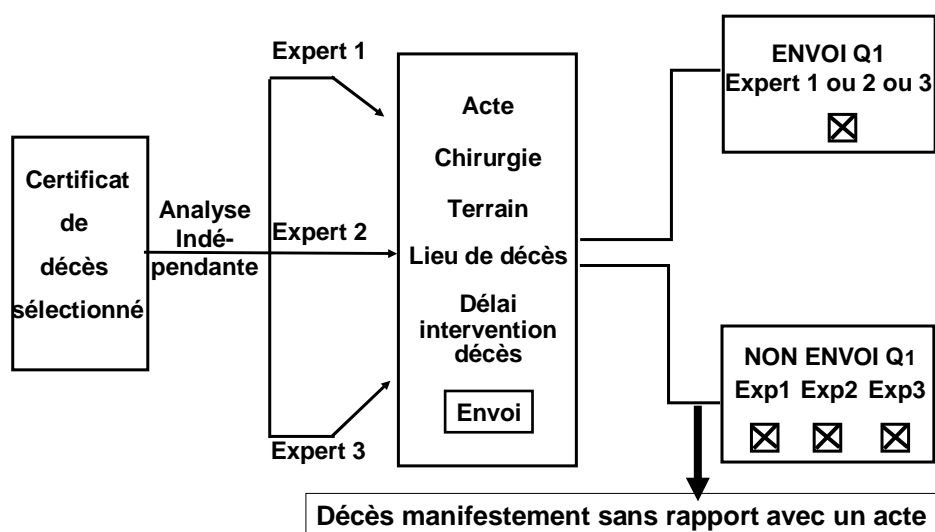 Certificat
de
décès
sélectionné
Analyse
Indé-
pendante
Expert 1
Expert 2
Expert 3
Acte
Chirurgie
Terrain
Lieu de décès
Délai
intervention
décès
Envoi
ENVOI Q1
Expert 1 ou 2 ou 3
NON ENVOI Q1
Exp1 Exp2 Exp3
Décès manifestement sans rapport avec un acte